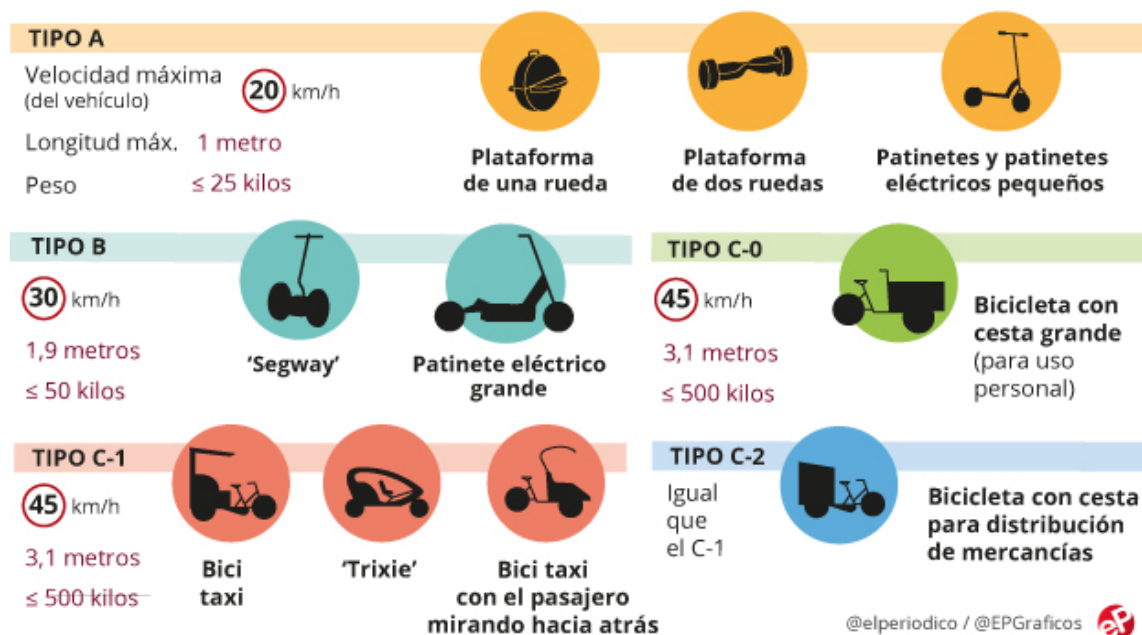 TIPO A
Velocidad máxima
(del vehículo)
20 km/h
Longitud máx. 1 metro
Peso ≤ 25 kilos
Plataforma
de una rueda
Plataforma
de dos ruedas
Patinetes y patinetes
eléctricos pequeños
TIPO B
30 km/h
1,9 metros
≤ 50 kilos
'Segway'
Patinete eléctrico
grande
TIPO C-0
45 km/h
3,1 metros
≤ 500 kilos
Bicicleta con
cesta grande
(para uso
personal)
TIPO C-1
45 km/h
3,1 metros
≤ 500 kilos
Bici
taxi
'Trixie'
Bici taxi
con el pasajero
mirando hacia atrás
TIPO C-2
Igual
que
el C-1
Bicicleta con cesta
para distribución
de mercancías
@elperiodico / @EPGraficos
eP